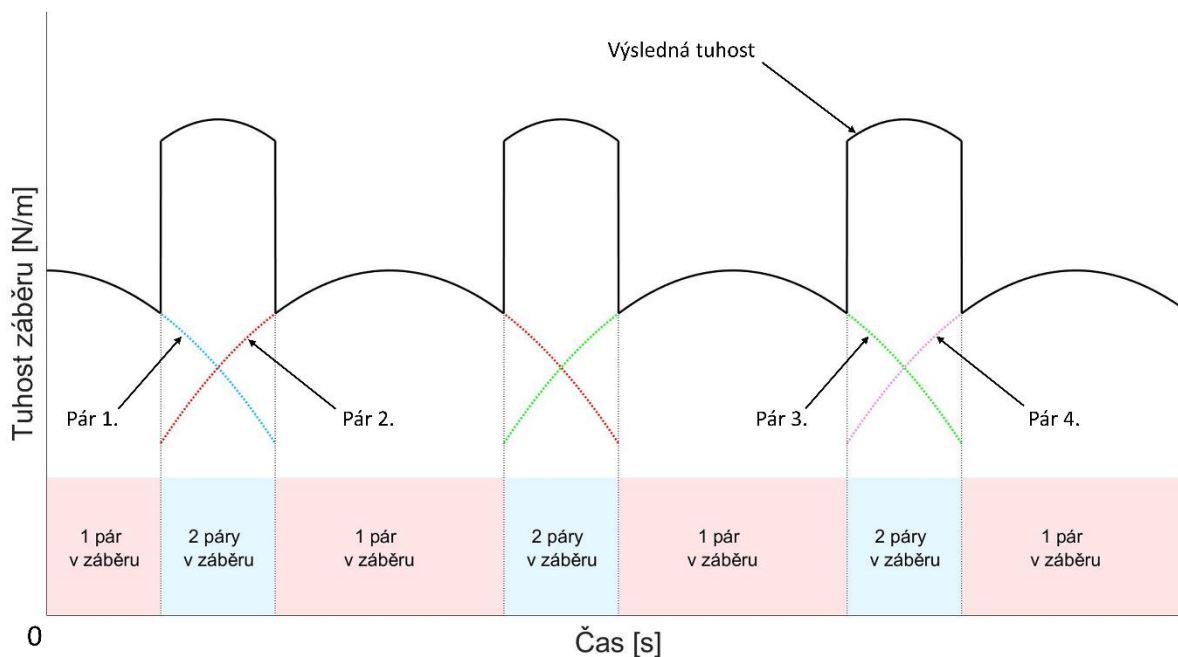 Výsledná tuhost
Tuhost záběru [N/m]
Pár 1.
Pár 2.
Pár 3.
Pár 4.
1 pár
v záběru
2 páry
v záběru
1 pár
v záběru
2 páry
v záběru
1 pár
v záběru
2 páry
v záběru
1 pár
v záběru
0
Čas [s]